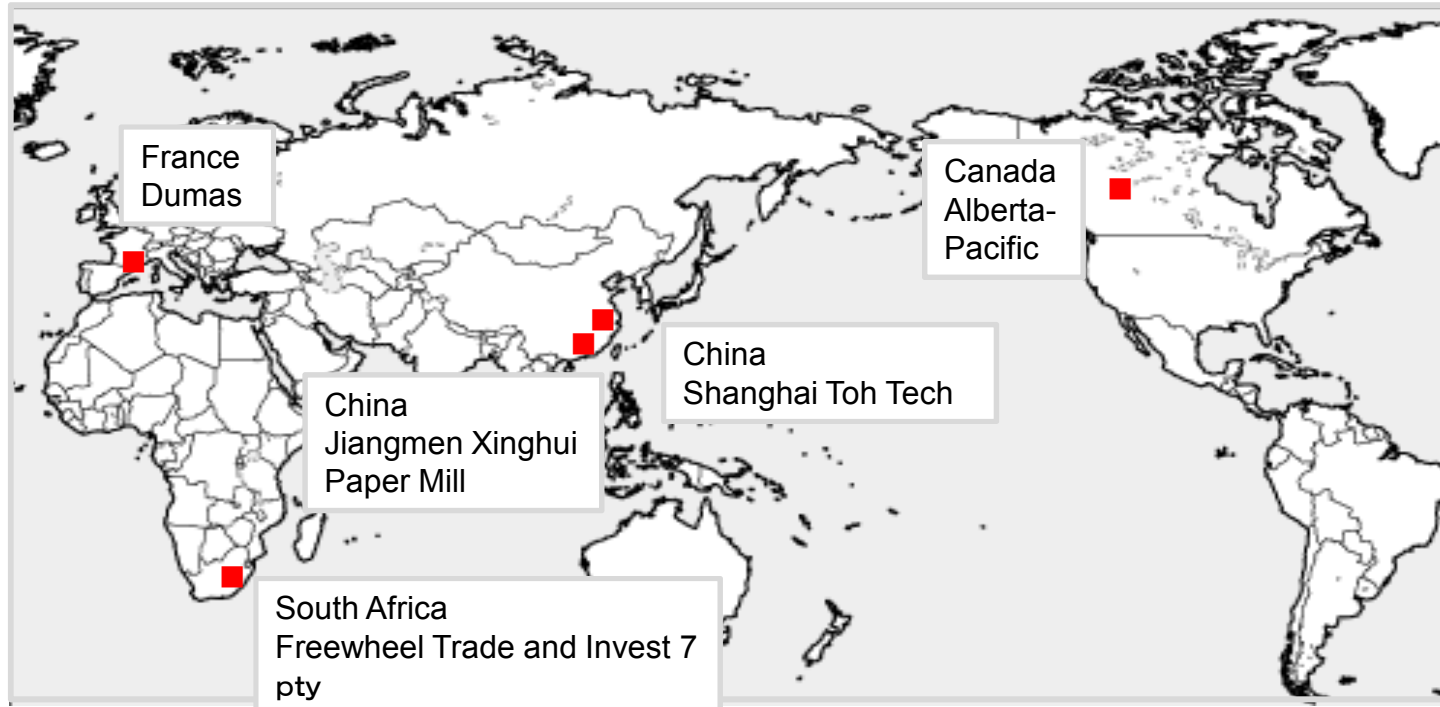 France
Dumas
Canada
Alberta-
Pacific
China
Shanghai Toh Tech
China
Jiangmen Xinghui
Paper Mill
South Africa
Freewheel Trade and Invest 7
pty